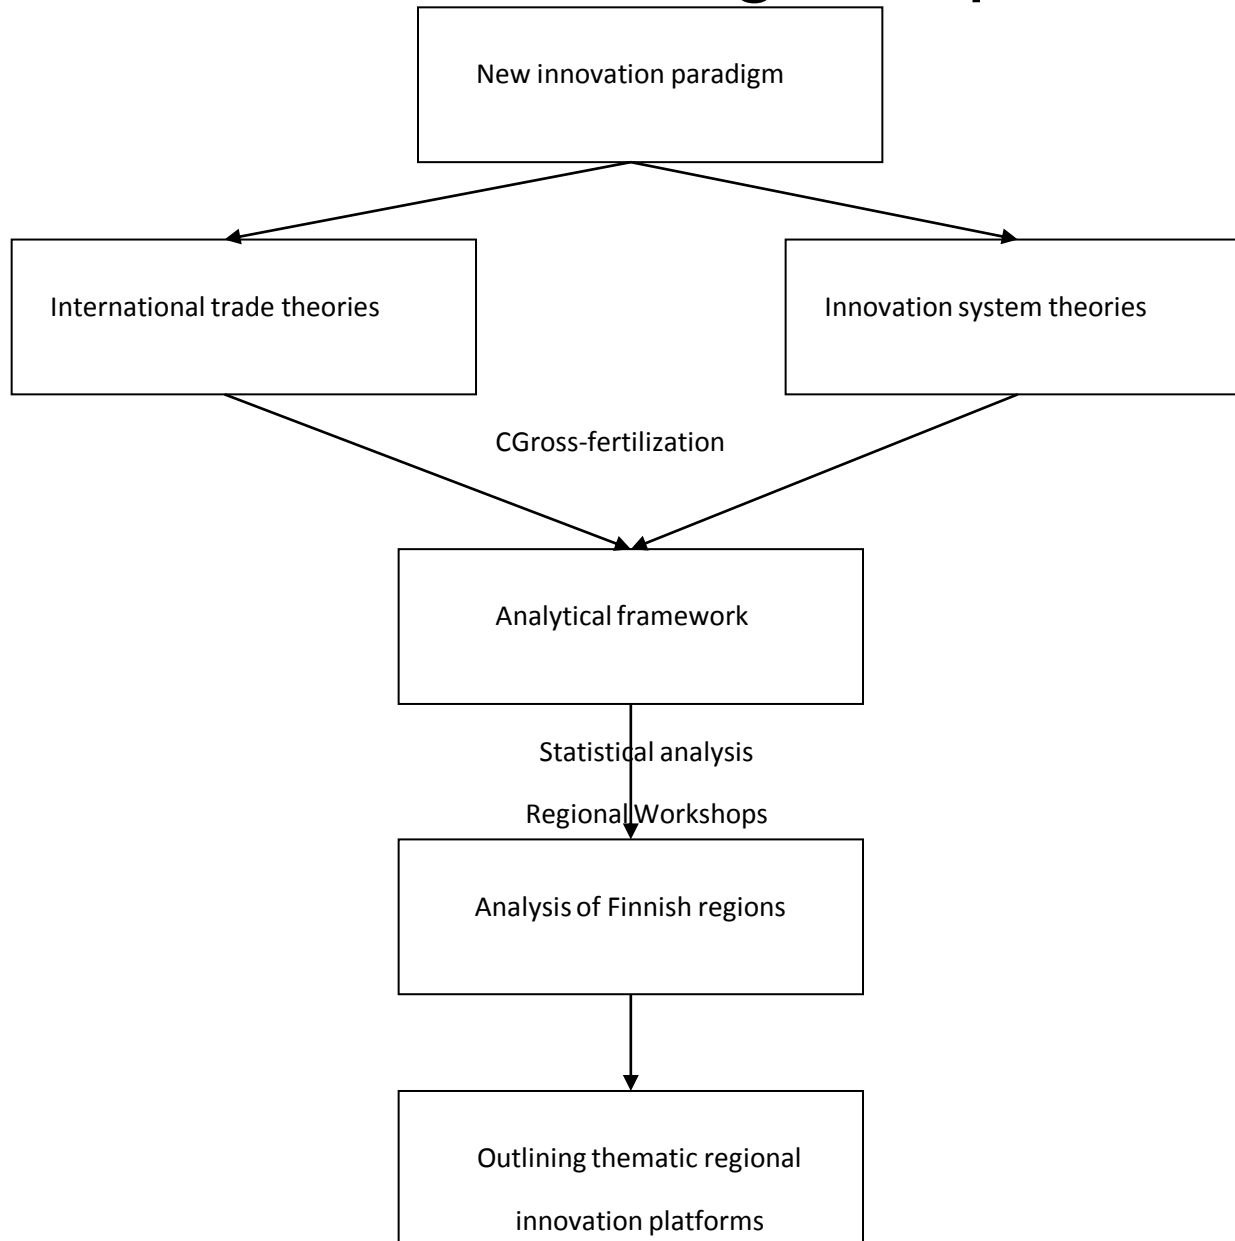 New innovation paradigm
International trade theories
Innovation system theories
CGross-fertilization
Analytical framework
Statistical analysis
Regional Workshops
Analysis of Finnish regions
Outlining thematic regional
innovation platforms